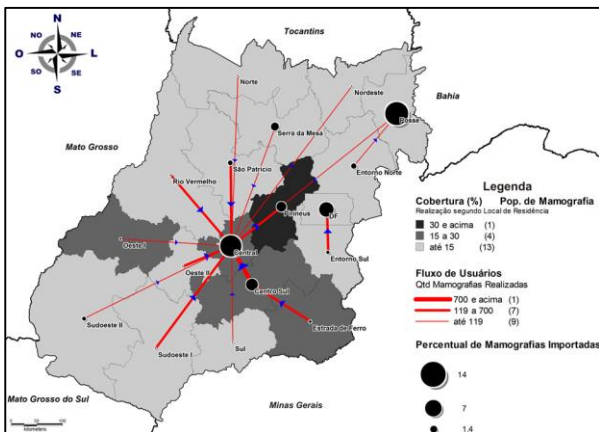 N
NO
NE
O
L
SO
SE
S
Tocantins
Bahia
Mato Grosso
Mato Grosso do Sul
Minas Gerais
Norte
Nordeste
Serra da Mesa
Posse
São Patrício
Entorno Norte
Rio Vermelho
Pirineus
DF
Oeste I
Central
Entorno Sul
Oeste II
Centro Sul
Estrada de Ferro
Sudoeste II
Sudoeste I
Sul
Legenda
Cobertura (%) Pop. de Mamografia
Realização segundo Local de Residência
30 e acima (1)
15 a 30 (4)
até 15 (13)
Fluxo de Usuários
Qtd Mamografias Realizadas
700 e acima (1)
119 a 700 (7)
até 119 (9)
Percentual de Mamografias Importadas
14
7
1.4